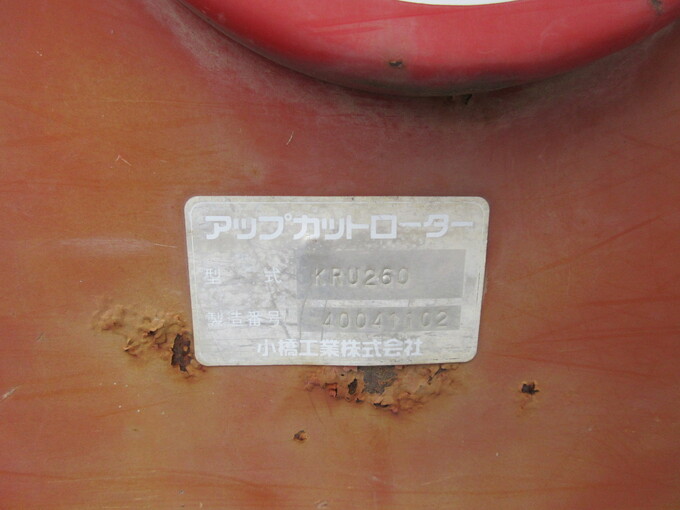 アップカットローター
型式 KRU260
製造番号
小橋工業株式会社